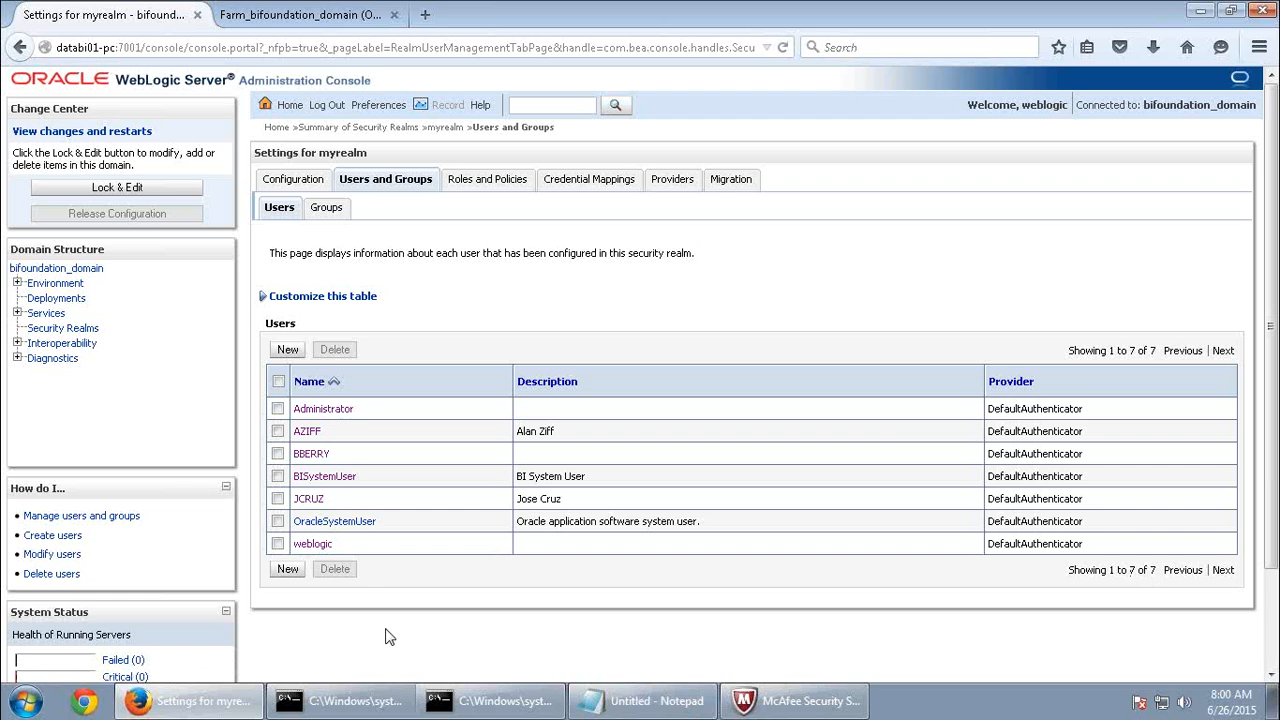 Settings for myrealm - bifound... ×
Farm_bifoundation_domain (O... ×
+
databi01-pc:7001/console/console.portal?_nfpb=true&_pageLabel=RealmUserManagementTabPage&handle=com.bea.console.handles.Secu
Search
ORACLE WebLogic Server® Administration Console
Change Center
View changes and restarts
Click the Lock & Edit button to modify, add or
delete items in this domain.
Lock & Edit
Release Configuration
Domain Structure
bifoundation_domain
Environment
Deployments
Services
Security Realms
Interoperability
Diagnostics
How do I...
Manage users and groups
Create users
Modify users
Delete users
System Status
Health of Running Servers
Failed (0)
Critical (0)
Home Log Out Preferences Record Help
Welcome, weblogic
Connected to: bifoundation_domain
Home >Summary of Security Realms >myrealm >Users and Groups
Settings for myrealm
Configuration Users and Groups Roles and Policies Credential Mappings Providers Migration
Users Groups
This page displays information about each user that has been configured in this security realm.
Customize this table
Users
New Delete Showing 1 to 7 of 7 Previous | Next
Name Description Provider
Administrator DefaultAuthenticator
AZIFF Alan Ziff DefaultAuthenticator
BBERRY DefaultAuthenticator
BISystemUser BI System User DefaultAuthenticator
JCRUZ Jose Cruz DefaultAuthenticator
OracleSystemUser Oracle application software system user. DefaultAuthenticator
weblogic DefaultAuthenticator
New Delete Showing 1 to 7 of 7 Previous | Next
Settings for myre...
C:\Windows\syst...
C:\Windows\syst...
Untitled - Notepad
McAfee Security S...
8:00 AM
6/26/2015